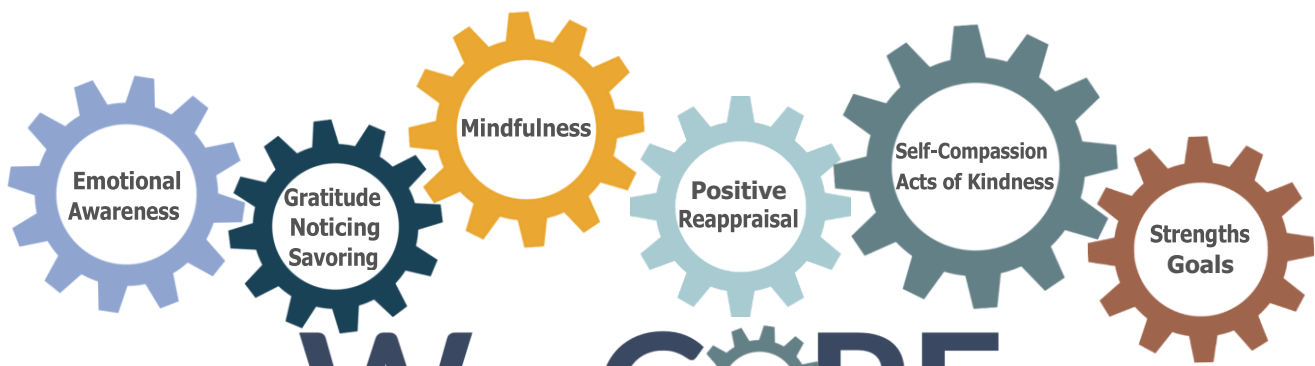 Emotional
Awareness
Gratitude
Noticing
Savoring
Mindfulness
Positive
Reappraisal
Self-Compassion
Acts of Kindness
Strengths
Goals